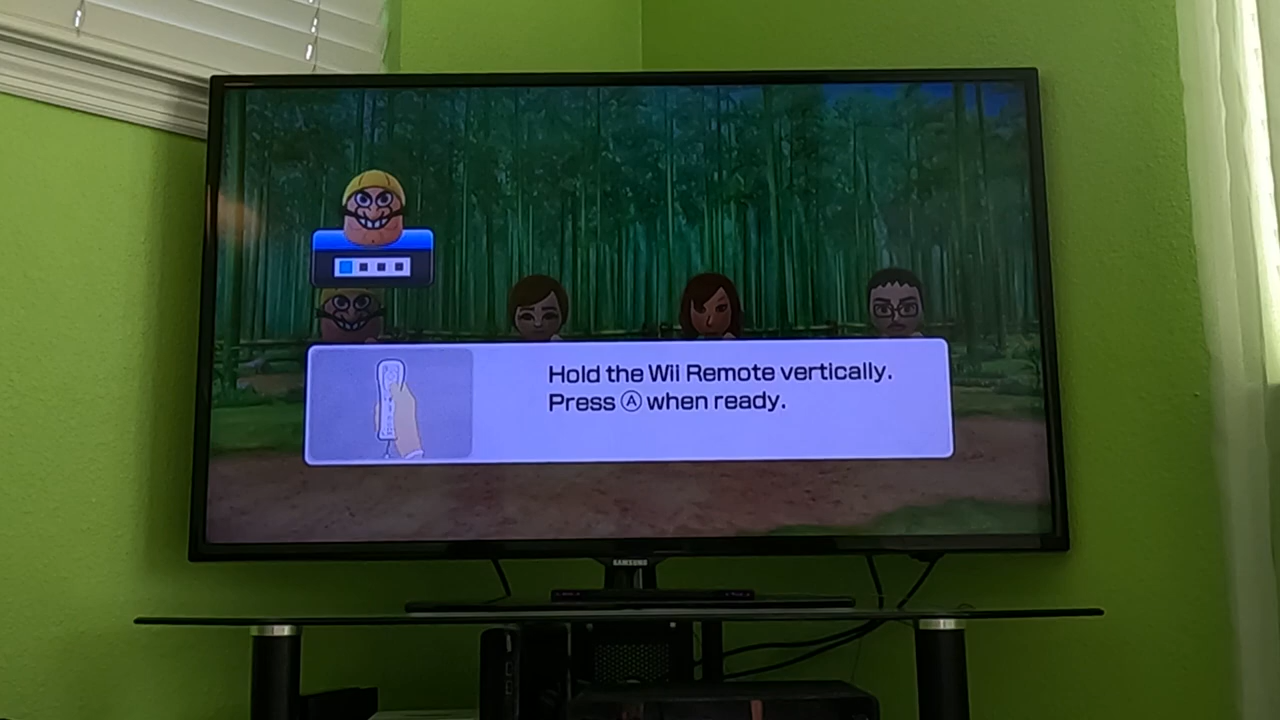 Hold the Wii Remote vertically.
Press Ⓐ when ready.
SAMSUNG